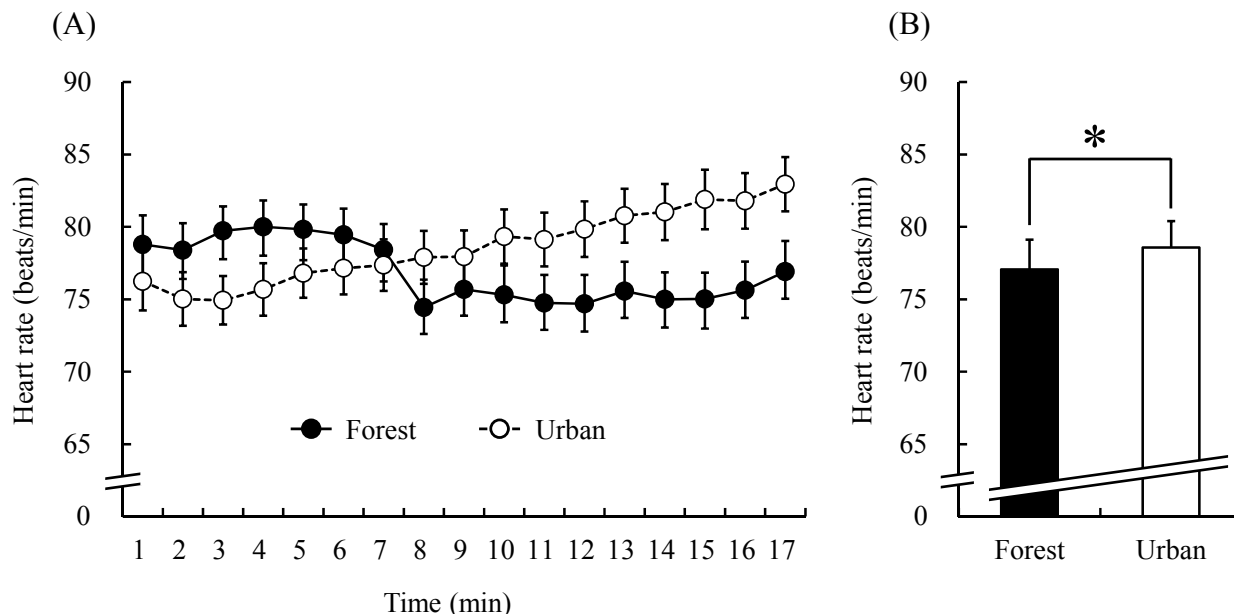 (A)
90
85
80
75
70
65
0
Heart rate (beats/min)
Forest
Urban
1 2 3 4 5 6 7 8 9 10 11 12 13 14 15 16 17
Time (min)
(B)
90
85
80
75
70
65
0
Heart rate (beats/min)
*
Forest Urban